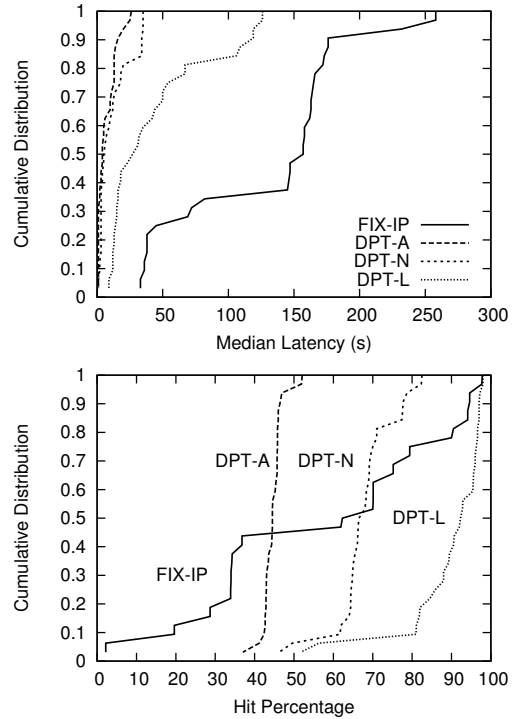 1
0.9
0.8
0.7
0.6
0.5
0.4
0.3
0.2
0.1
0
Cumulative Distribution
FIX-IP
DPT-A
DPT-N
DPT-L
0 50 100 150 200 250 300
Median Latency (s)
1
0.9
0.8
0.7
0.6
0.5
0.4
0.3
0.2
0.1
0
Cumulative Distribution
DPT-A DPT-N
DPT-L
FIX-IP
0 10 20 30 40 50 60 70 80 90 100
Hit Percentage